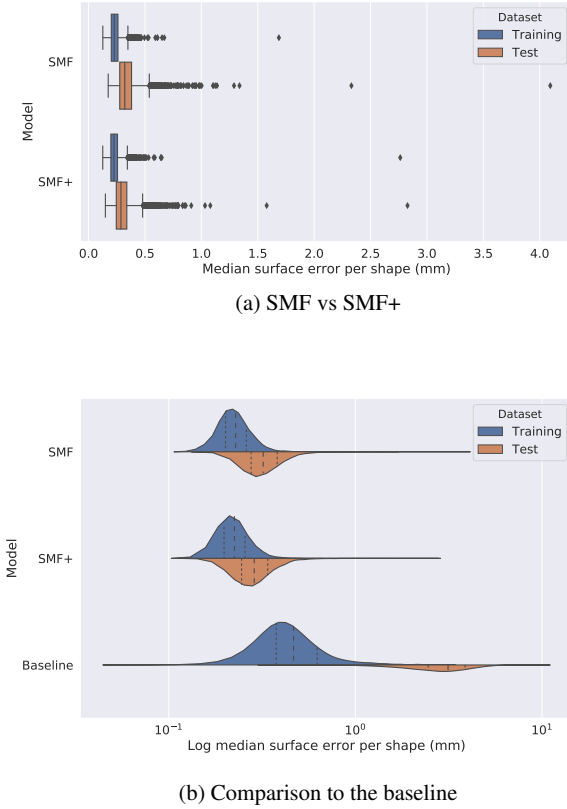 Dataset
Training
Test
SMF
SMF+
Model
0.0 0.5 1.0 1.5 2.0 2.5 3.0 3.5 4.0
Median surface error per shape (mm)
(a) SMF vs SMF+
Dataset
Training
Test
SMF
SMF+
Baseline
Model
10⁻¹ 10⁰ 10¹
Log median surface error per shape (mm)
(b) Comparison to the baseline